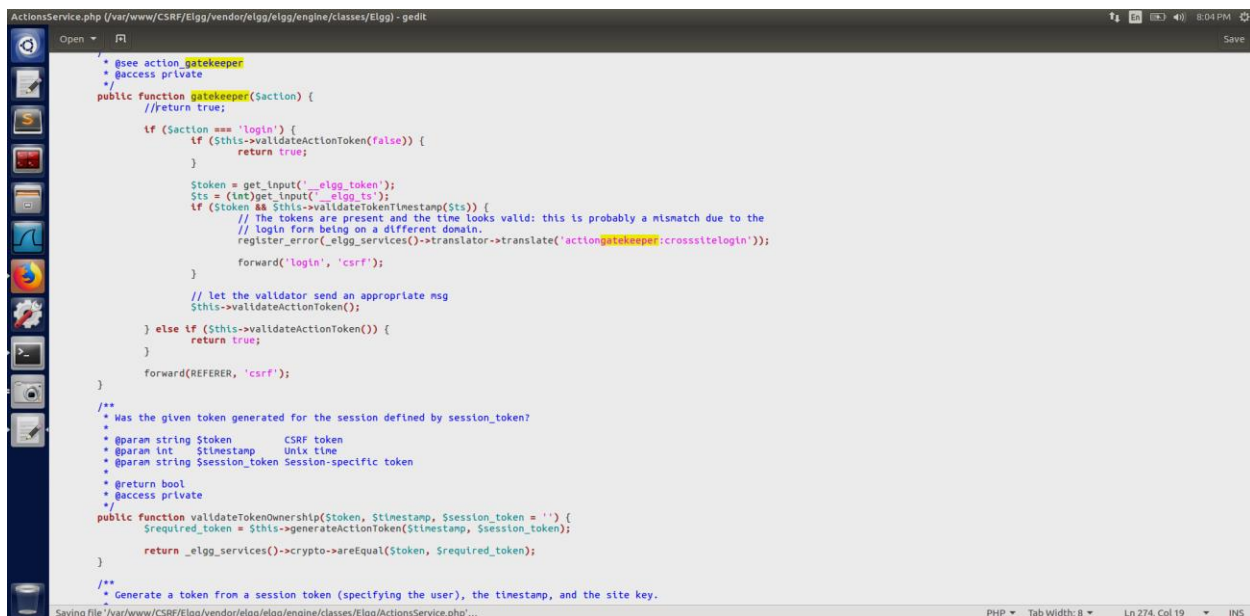 ActionsService.php (/var/www/CSRF/Elgg/vendor/elgg/elgg/engine/classes/Elgg) - gedit
En 8:04 PM
Open Save
/
* @see action_gatekeeper
* @access private
*/
public function gatekeeper($action) {
//return true;
if ($action === 'login') {
if ($this->validateActionToken(false)) {
return true;
}
$token = get_input('__elgg_token');
$ts = (int)get_input('__elgg_ts');
if ($token && $this->validateTokenTimestamp($ts)) {
// The tokens are present and the time looks valid: this is probably a mismatch due to the
// login form being on a different domain.
register_error(_elgg_services()->translator->translate('actiongatekeeper:crosssitelogin'));
forward('login', 'csrf');
}
// let the validator send an appropriate msg
$this->validateActionToken();
} else if ($this->validateActionToken()) {
return true;
}
forward(REFERER, 'csrf');
}
/**
* Was the given token generated for the session defined by session_token?
*
* @param string $token CSRF token
* @param int $timestamp Unix time
* @param string $session_token Session-specific token
*
* @return bool
* @access private
*/
public function validateTokenOwnership($token, $timestamp, $session_token = '') {
$required_token = $this->generateActionToken($timestamp, $session_token);
return _elgg_services()->crypto->areEqual($token, $required_token);
}
/**
* Generate a token from a session token (specifying the user), the timestamp, and the site key.
*
Saving file '/var/www/CSRF/Elgg/vendor/elgg/elgg/engine/classes/Elgg/ActionsService.php'... PHP Tab Width: 8 Ln 274, Col 19 INS